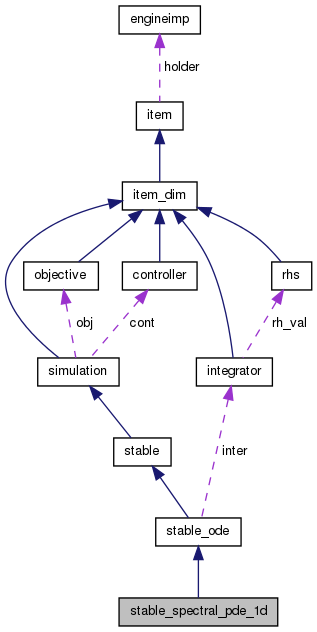 engineimp
holder
item
item_dim
objective
controller
rhs
obj
cont
rh_val
simulation
integrator
stable
inter
stable_ode
stable_spectral_pde_1d